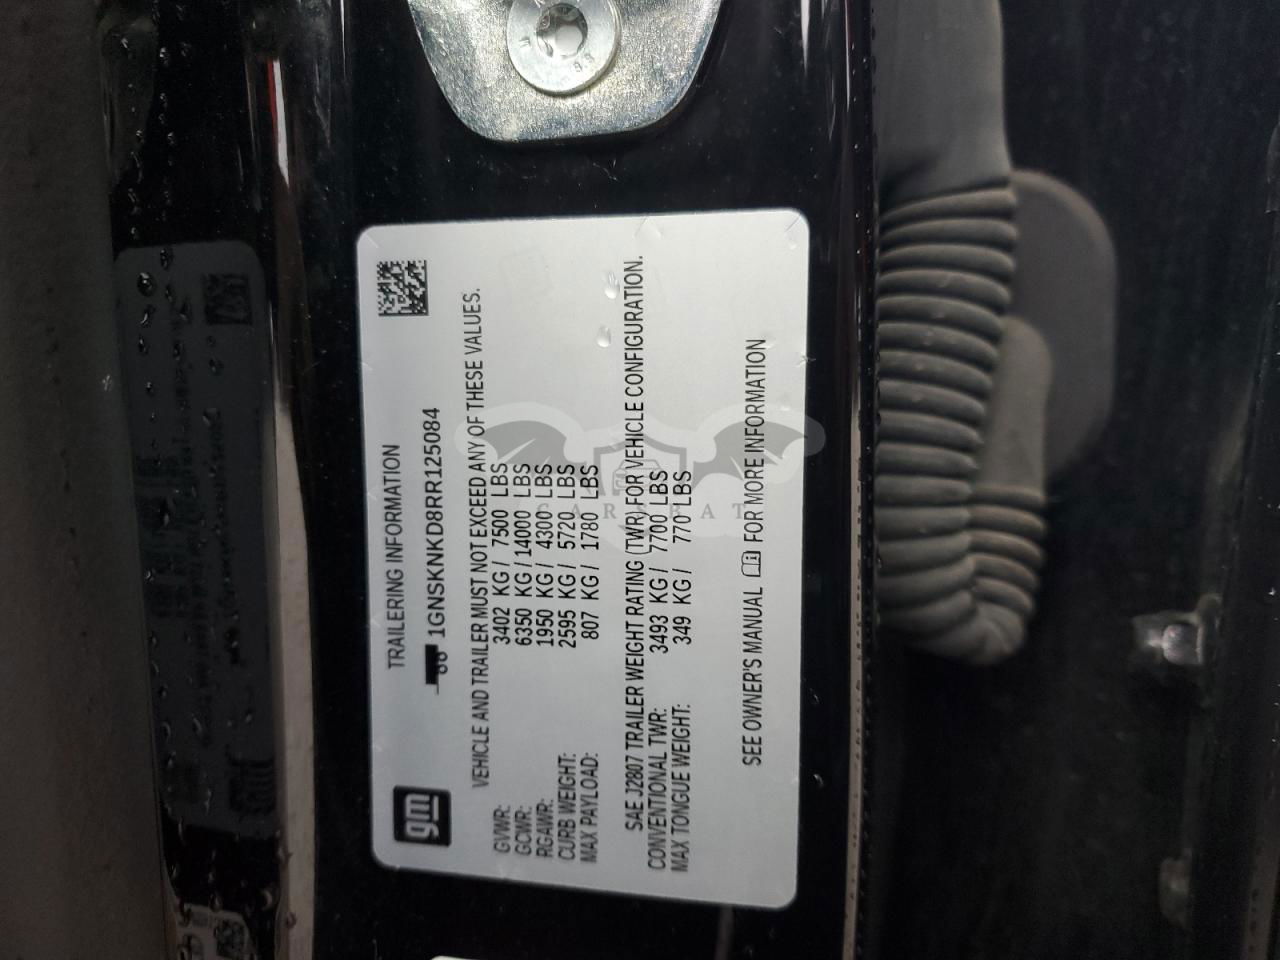 gm
TRAILERING INFORMATION
1GNSKNKD8RR125084
VEHICLE AND TRAILER MUST NOT EXCEED ANY OF THESE VALUES.
GVWR: 3402 KG / 7500 LBS
GCWR: 6350 KG / 14000 LBS
RGAWR: 1950 KG / 4300 LBS
CURB WEIGHT: 2595 KG / 5720 LBS
MAX PAYLOAD: 807 KG / 1780 LBS
SAE J2807 TRAILER WEIGHT RATING (TWR) FOR VEHICLE CONFIGURATION.
CONVENTIONAL TWR: 3493 KG / 7700 LBS
MAX TONGUE WEIGHT: 349 KG / 770 LBS
SEE OWNER'S MANUAL FOR MORE INFORMATION
CARSBAT